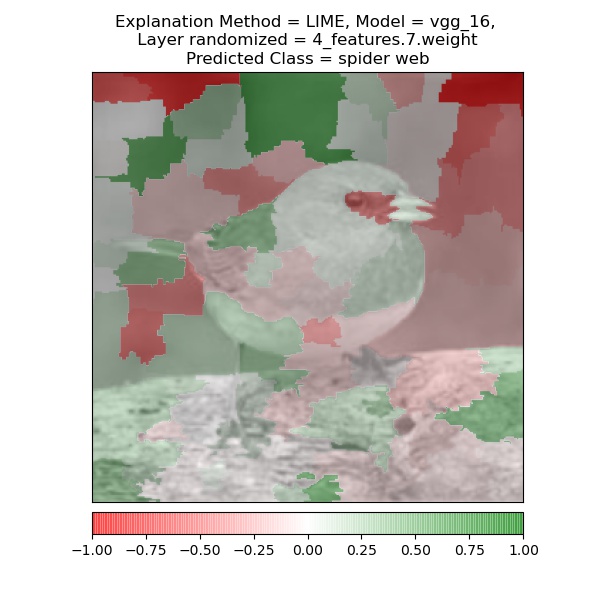 Explanation Method = LIME, Model = vgg_16,
Layer randomized = 4_features.7.weight
Predicted Class = spider web
−1.00 −0.75 −0.50 −0.25 0.00 0.25 0.50 0.75 1.00